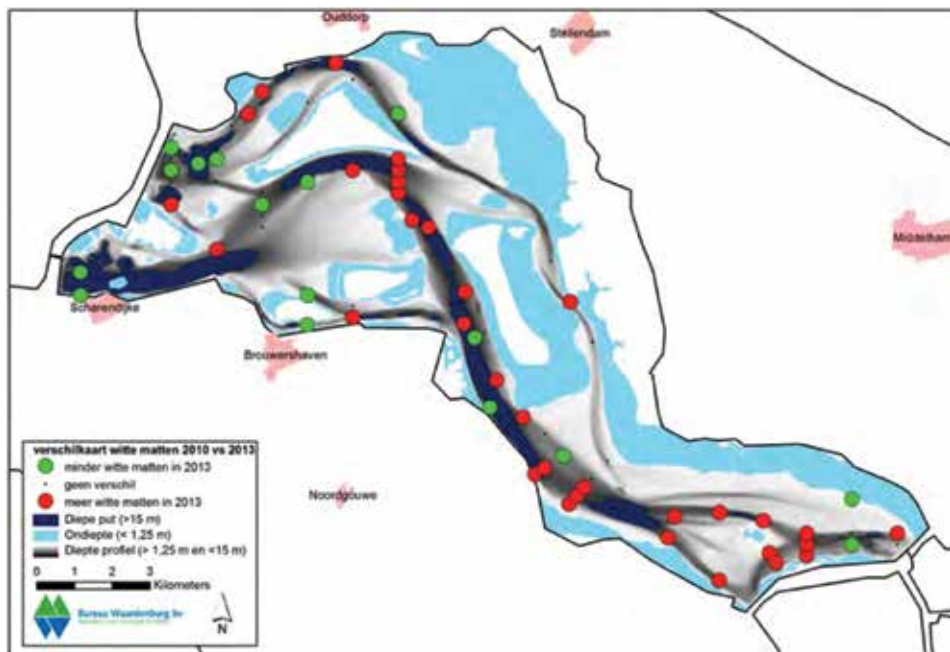 Ouddorp
Stellendam
Middelharn
Scharendijke
Brouwershaven
Noordgouwe
verschilkaart witte matten 2010 vs 2013
minder witte matten in 2013
geen verschil
meer witte matten in 2013
Diepe put (>15 m)
Ondiepte (< 1,25 m)
Diepte profiel (> 1,25 m en <15 m)
0 1 2 3
Kilometers
Bureau Waardenburg bv
N